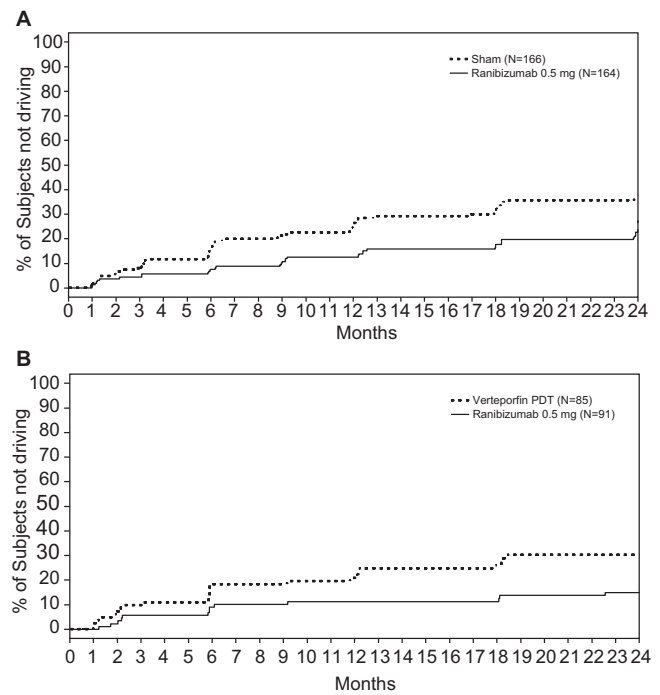 A
100
90
80
70
60
50
40
30
20
10
0
% of Subjects not driving
Sham (N=166)
Ranibizumab 0.5 mg (N=164)
0 1 2 3 4 5 6 7 8 9 10 11 12 13 14 15 16 17 18 19 20 21 22 23 24
Months
B
100
90
80
70
60
50
40
30
20
10
0
% of Subjects not driving
Verteporfin PDT (N=85)
Ranibizumab 0.5 mg (N=91)
0 1 2 3 4 5 6 7 8 9 10 11 12 13 14 15 16 17 18 19 20 21 22 23 24
Months